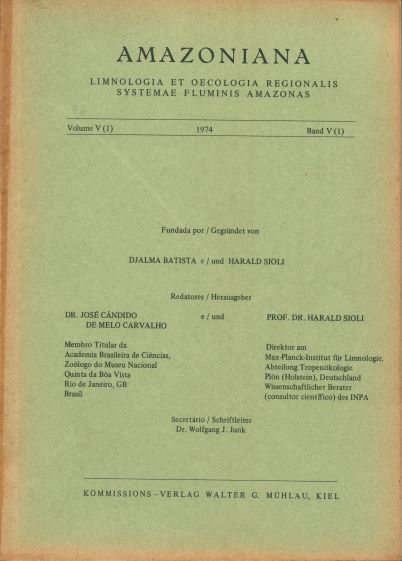 AMAZONIANA
LIMNOLOGIA ET OECOLOGIA REGIONALIS
SYSTEMAE FLUMINIS AMAZONAS
Volume V (1) 1974 Band V (1)
Fundada por / Gegründet von
DJALMA BATISTA e / und HARALD SIOLI
Redatores / Herausgeber
DR. JOSÉ CÂNDIDO
DE MELO CARVALHO
e / und
PROF. DR. HARALD SIOLI
Membro Titular da
Academia Brasileira de Ciências,
Zoólogo do Museu Nacional
Quinta da Bôa Vista
Rio de Janeiro, GB
Brasil
Direktor am
Max-Planck-Institut für Limnologie,
Abteilung Tropenökologie
Plön (Holstein), Deutschland
Wissenschaftlicher Berater
(consultor científico) des INPA
Secretário / Schriftleiter
Dr. Wolfgang J. Junk
KOMMISSIONS–VERLAG WALTER G. MÜHLAU, KIEL